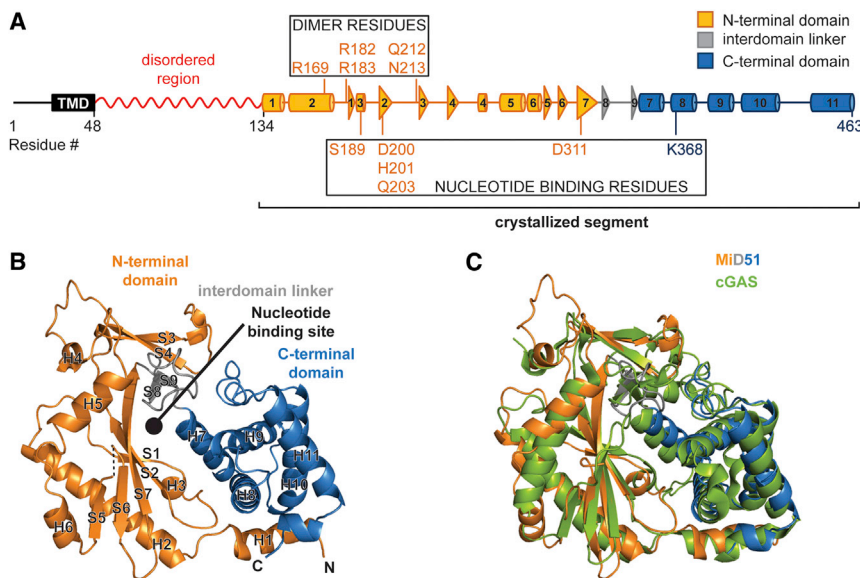 A
DIMER RESIDUES
R182 Q212
R169 R183 N213
N-terminal domain
interdomain linker
C-terminal domain
disordered
region
TMD
1 2 1 3 2 3 4 4 5 6 5 6 7 8 9 7 8 9 10 11
1 48 134 463
Residue #
S189 D200 D311 K368
H201
Q203 NUCLEOTIDE BINDING RESIDUES
crystallized segment
B
N-terminal
domain
interdomain linker
Nucleotide
binding site
C-terminal
domain
S3
S4
H4
S9
S8
H5
H7 H9
S1
H11
S2
H3
H8 H10
S7
S6
S5
H6
H2
H1
C N
C
MiD51
cGAS